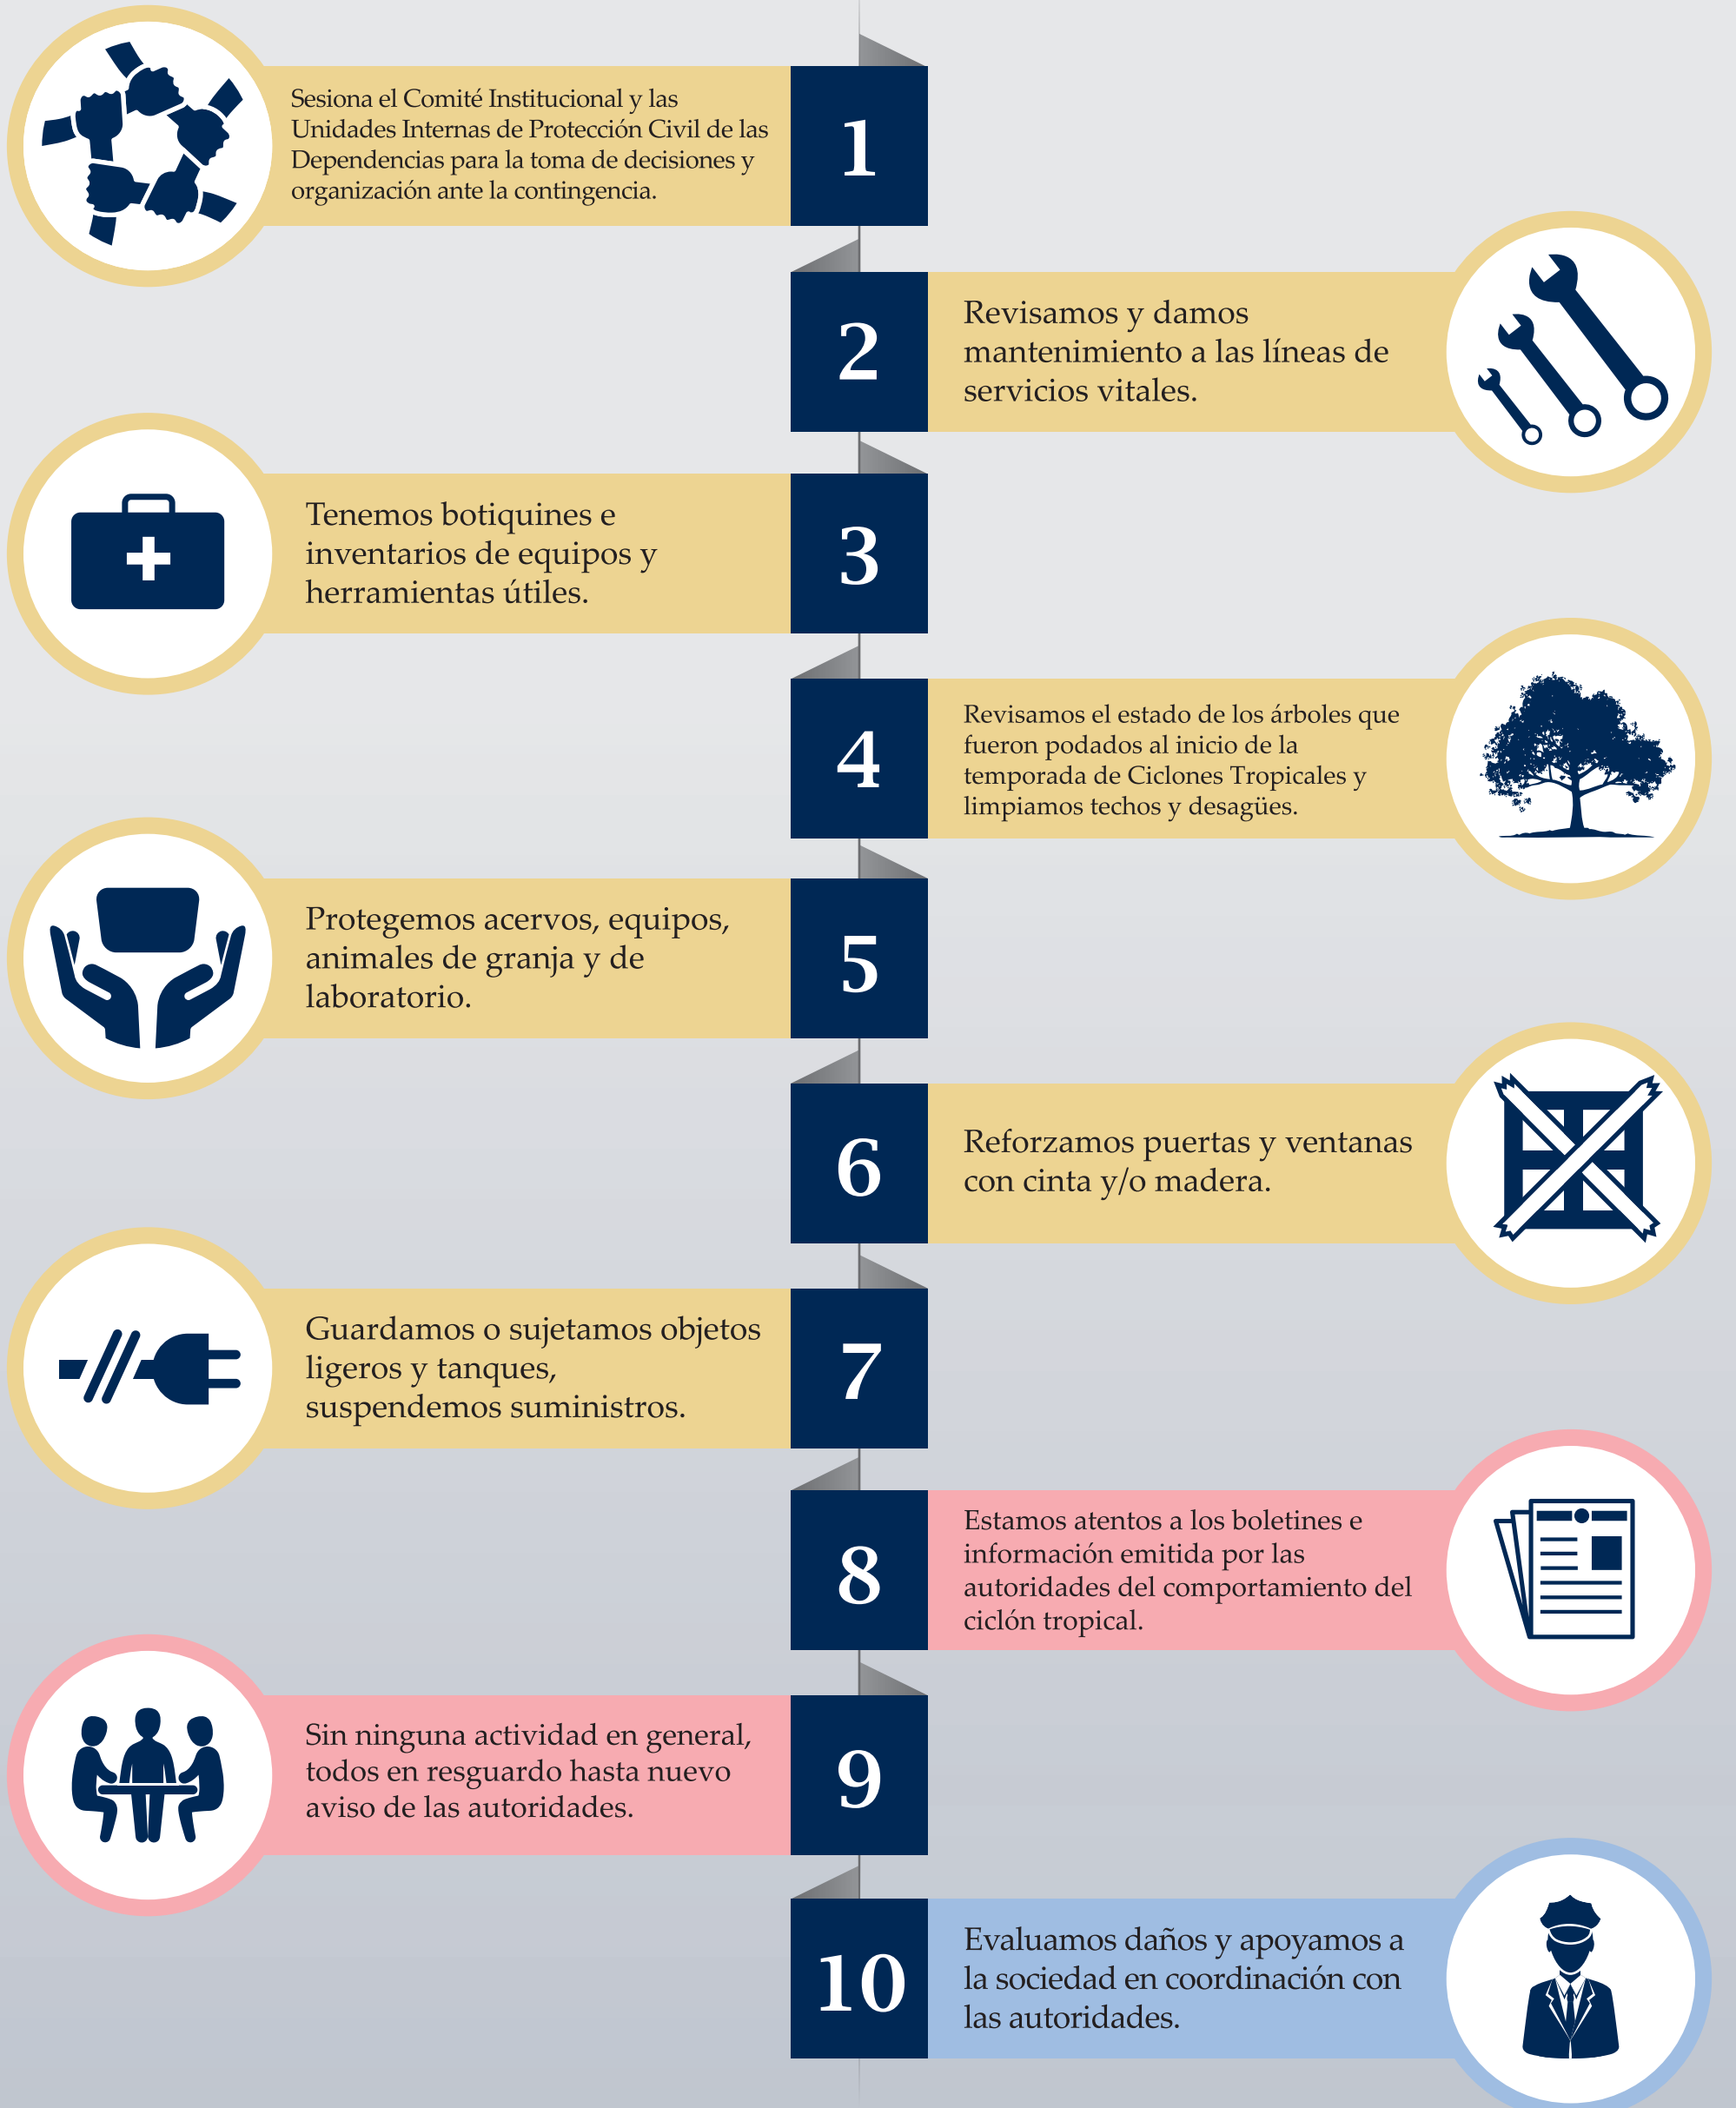 Sesiona el Comité Institucional y las
Unidades Internas de Protección Civil de las
Dependencias para la toma de decisiones y
organización ante la contingencia.
1
2
Revisamos y damos
mantenimiento a las líneas de
servicios vitales.
Tenemos botiquines e
inventarios de equipos y
herramientas útiles.
3
4
Revisamos el estado de los árboles que
fueron podados al inicio de la
temporada de Ciclones Tropicales y
limpiamos techos y desagües.
Protegemos acervos, equipos,
animales de granja y de
laboratorio.
5
6
Reforzamos puertas y ventanas
con cinta y/o madera.
Guardamos o sujetamos objetos
ligeros y tanques,
suspendemos suministros.
7
8
Estamos atentos a los boletines e
información emitida por las
autoridades del comportamiento del
ciclón tropical.
Sin ninguna actividad en general,
todos en resguardo hasta nuevo
aviso de las autoridades.
9
10
Evaluamos daños y apoyamos a
la sociedad en coordinación con
las autoridades.